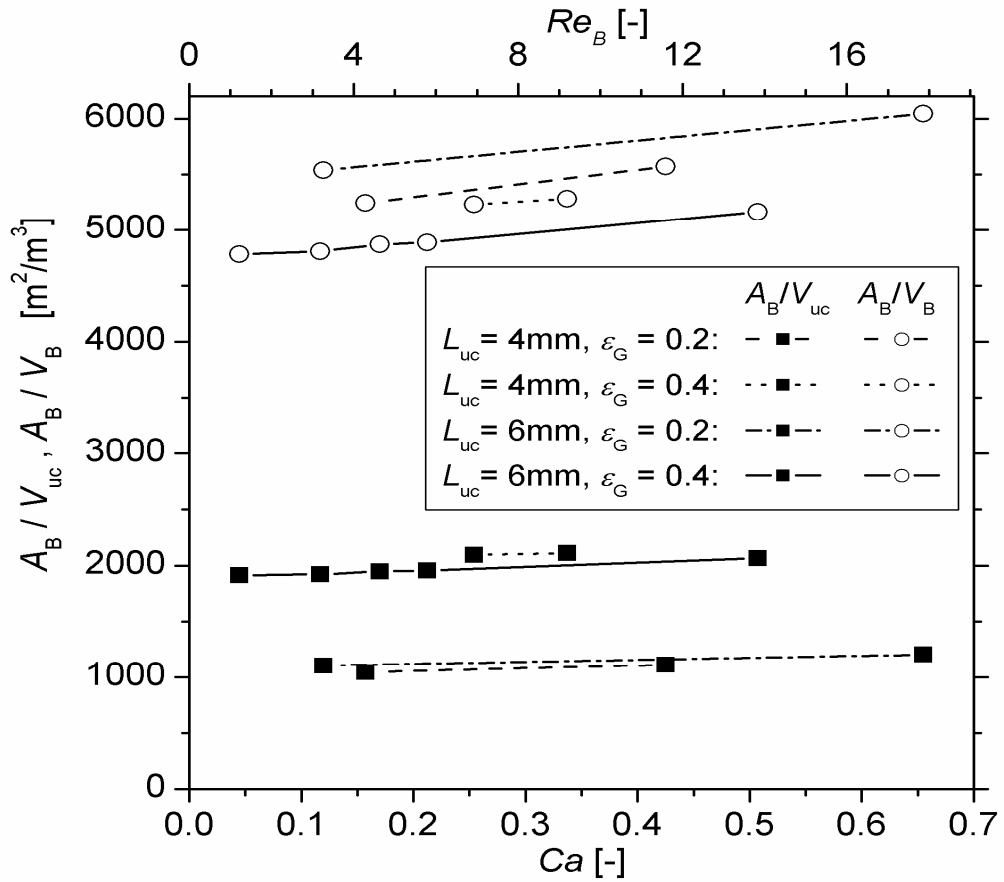 Re_B [-]
0 4 8 12 16
A_B / V_uc , A_B / V_B [m²/m³]
6000
5000
4000
3000
2000
1000
0
A_B/V_uc A_B/V_B
L_uc = 4mm, ε_G = 0.2:
L_uc = 4mm, ε_G = 0.4:
L_uc = 6mm, ε_G = 0.2:
L_uc = 6mm, ε_G = 0.4:
0.0 0.1 0.2 0.3 0.4 0.5 0.6 0.7
Ca [-]